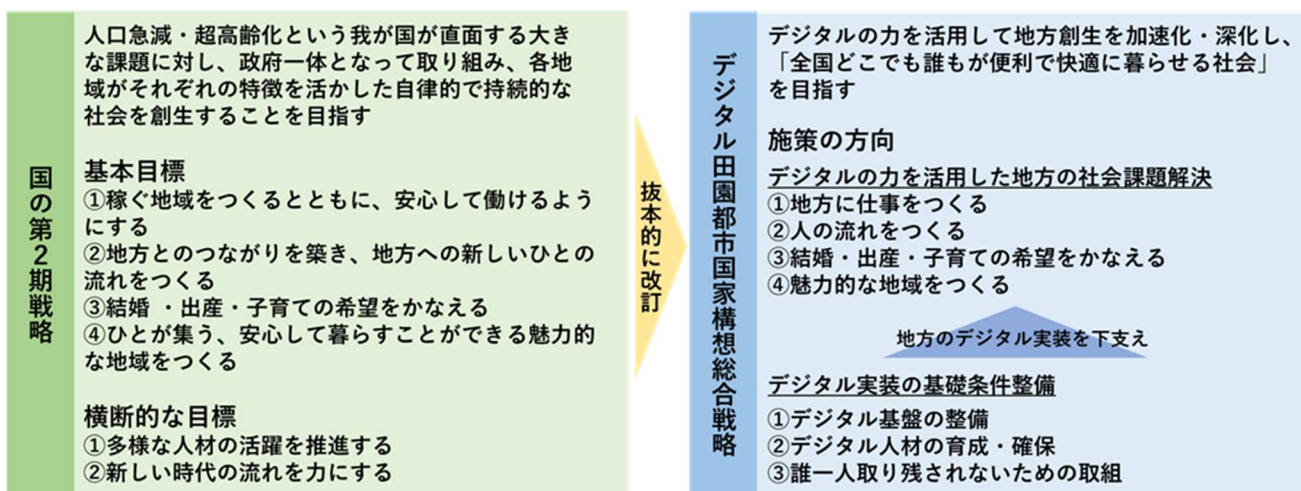 国の第2期戦略
人口急減・超高齢化という我が国が直面する大き
な課題に対し、政府一体となって取り組み、各地
域がそれぞれの特徴を活かした自律的で持続的な
社会を創生することを目指す
基本目標
①稼ぐ地域をつくるとともに、安心して働けるよう
にする
②地方とのつながりを築き、地方への新しいひとの
流れをつくる
③結婚 ・出産・子育ての希望をかなえる
④ひとが集う、安心して暮らすことができる魅力的
な地域をつくる
横断的な目標
①多様な人材の活躍を推進する
②新しい時代の流れを力にする
抜本的に改訂
デジタル田園都市国家構想総合戦略
デジタルの力を活用して地方創生を加速化・深化し、
「全国どこでも誰もが便利で快適に暮らせる社会」
を目指す
施策の方向
デジタルの力を活用した地方の社会課題解決
①地方に仕事をつくる
②人の流れをつくる
③結婚・出産・子育ての希望をかなえる
④魅力的な地域をつくる
地方のデジタル実装を下支え
デジタル実装の基礎条件整備
①デジタル基盤の整備
②デジタル人材の育成・確保
③誰一人取り残されないための取組